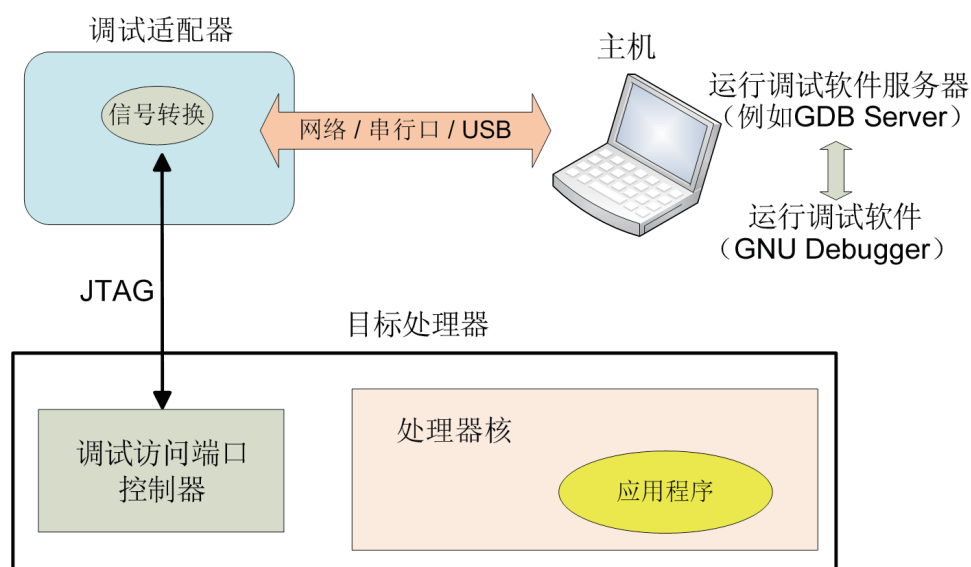 调试适配器
信号转换
网络 / 串行口 / USB
主机
运行调试软件服务器
（例如GDB Server）
运行调试软件
（GNU Debugger）
JTAG
目标处理器
调试访问端口
控制器
处理器核
应用程序